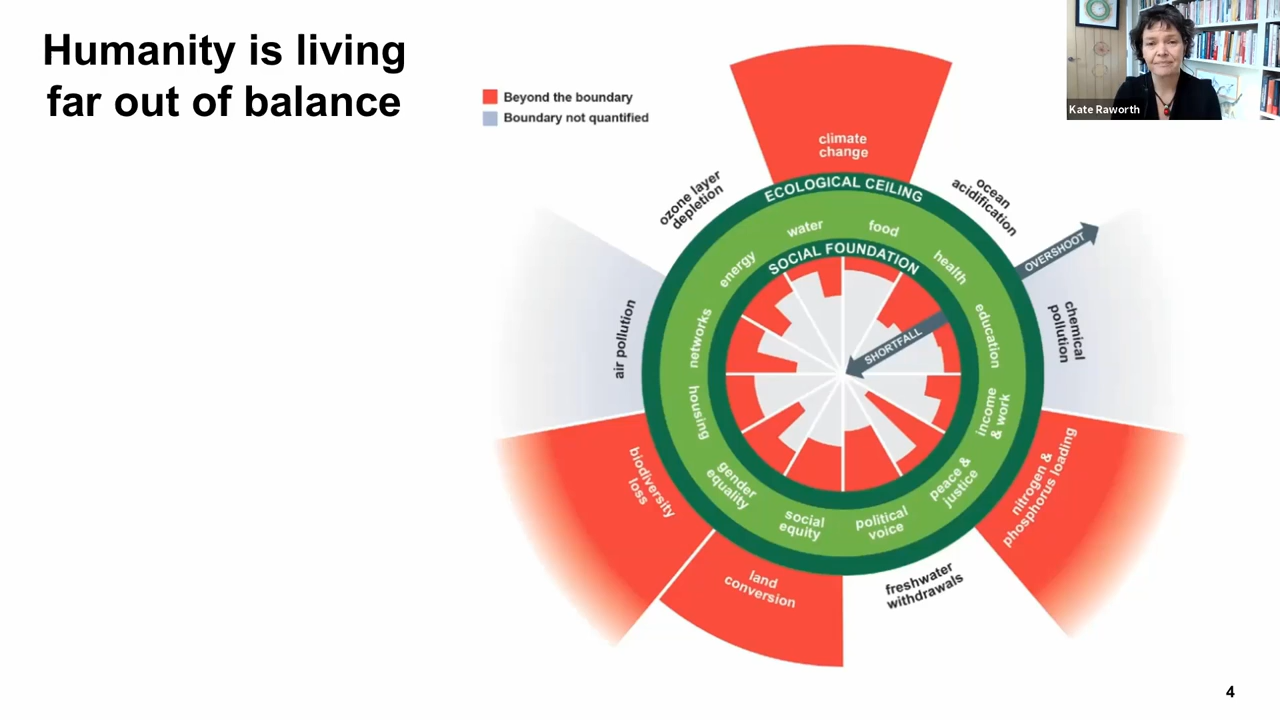 Humanity is living
far out of balance
Beyond the boundary
Boundary not quantified
Kate Raworth
climate
change
ozone layer
depletion
ocean
acidification
ECOLOGICAL CEILING
water
food
energy
health
SOCIAL FOUNDATION
OVERSHOOT
SHORTFALL
networks
education
air pollution
chemical
pollution
housing
income
& work
biodiversity
loss
nitrogen &
phosphorus loading
gender
equality
peace &
justice
social
equity
political
voice
land
conversion
freshwater
withdrawals
4